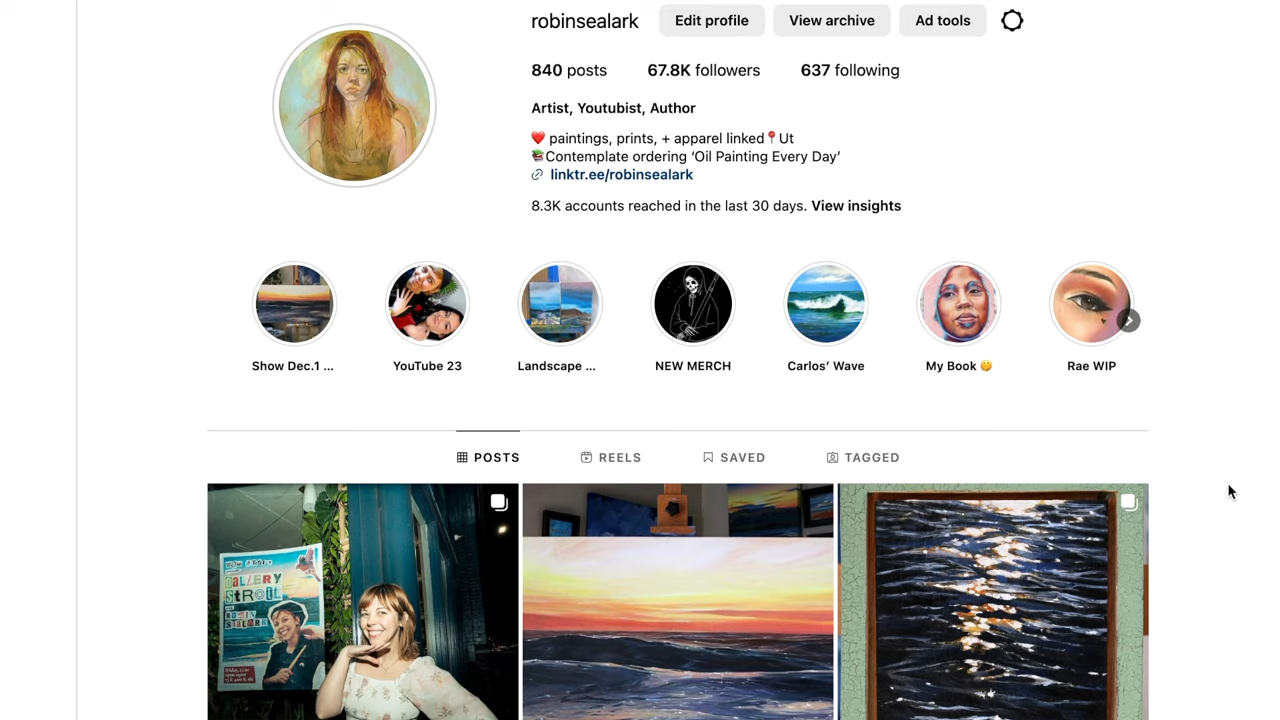 robinsealark Edit profile View archive Ad tools
840 posts 67.8K followers 637 following
Artist, Youtubist, Author
❤️ paintings, prints, + apparel linked📍Ut
📚Contemplate ordering ‘Oil Painting Every Day’
linktr.ee/robinsealark
8.3K accounts reached in the last 30 days. View insights
Show Dec.1 ... YouTube 23 Landscape ... NEW MERCH Carlos’ Wave My Book 🤭 Rae WIP
POSTS REELS SAVED TAGGED
GALLERY
STROLL